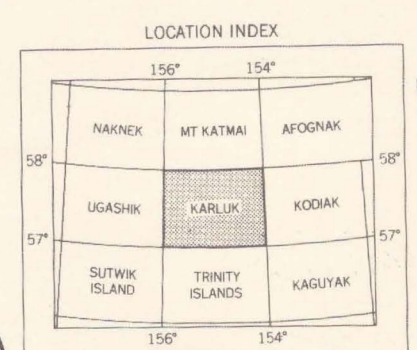 LOCATION INDEX
156° 154°
NAKNEK MT KATMAI AFOGNAK
58° 58°
UGASHIK KARLUK KODIAK
57° 57°
SUTWIK ISLAND TRINITY ISLANDS KAGUYAK
156° 154°